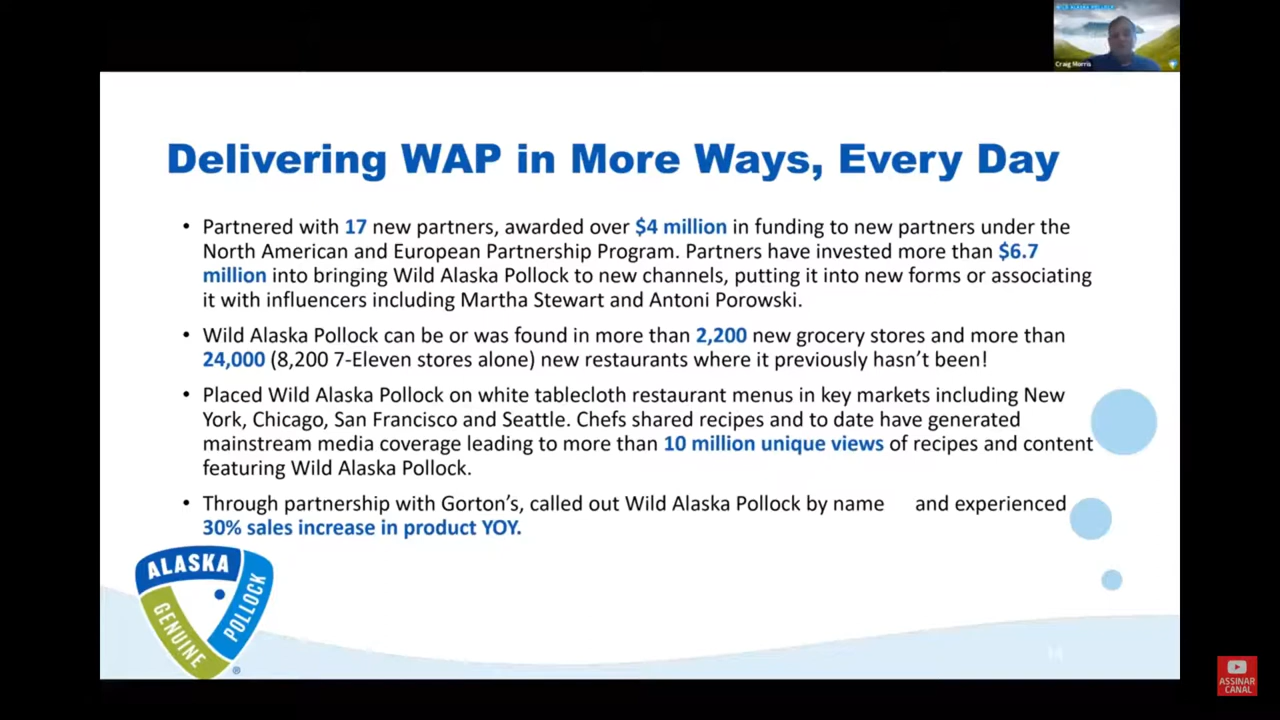 WILD ALASKA POLLOCK
Craig Morris
Delivering WAP in More Ways, Every Day
• Partnered with 17 new partners, awarded over $4 million in funding to new partners under the
North American and European Partnership Program. Partners have invested more than $6.7
million into bringing Wild Alaska Pollock to new channels, putting it into new forms or associating
it with influencers including Martha Stewart and Antoni Porowski.
• Wild Alaska Pollock can be or was found in more than 2,200 new grocery stores and more than
24,000 (8,200 7-Eleven stores alone) new restaurants where it previously hasn't been!
• Placed Wild Alaska Pollock on white tablecloth restaurant menus in key markets including New
York, Chicago, San Francisco and Seattle. Chefs shared recipes and to date have generated
mainstream media coverage leading to more than 10 million unique views of recipes and content
featuring Wild Alaska Pollock.
• Through partnership with Gorton's, called out Wild Alaska Pollock by name and experienced
30% sales increase in product YOY.
ALASKA
POLLOCK
GENUINE
®
ASSINAR
CANAL